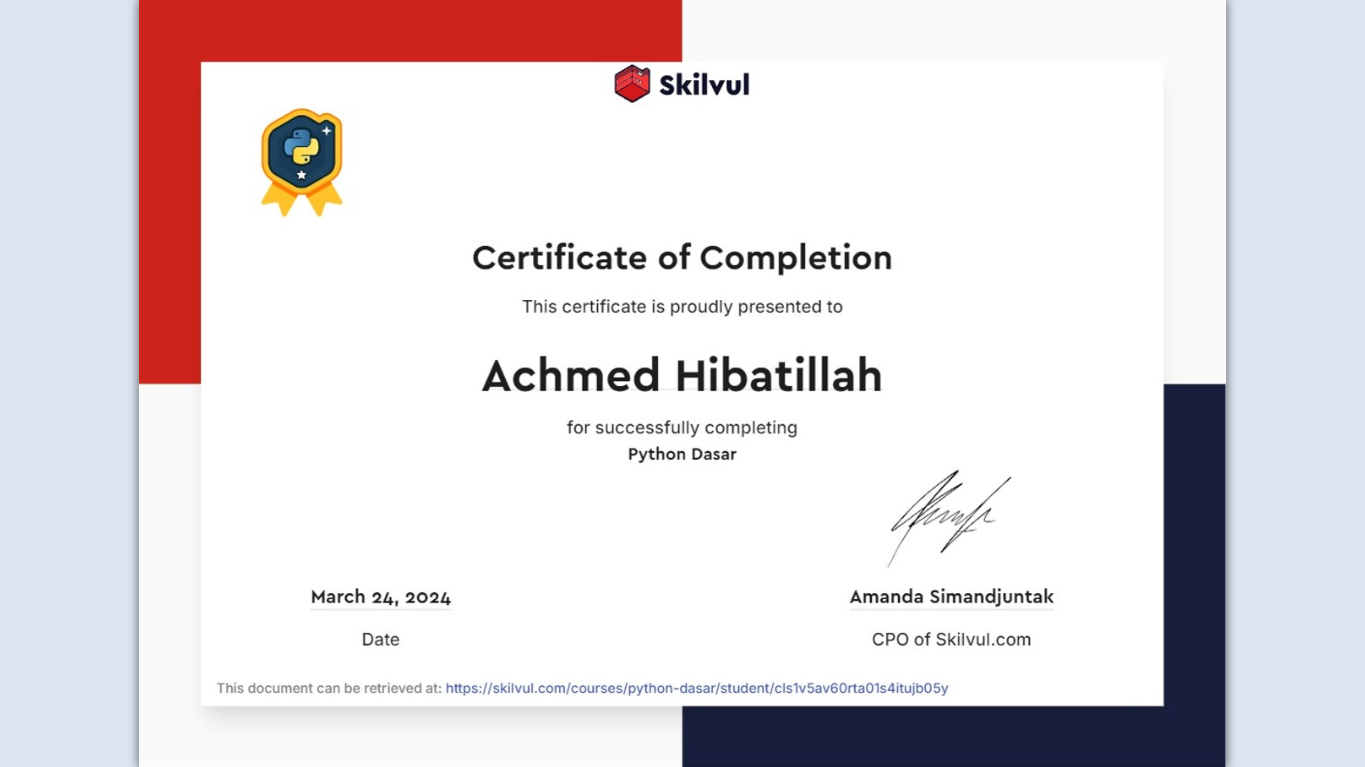 Skilvul
Certificate of Completion
This certificate is proudly presented to
Achmed Hibatillah
for successfully completing
Python Dasar
March 24, 2024
Amanda Simandjuntak
Date
CPO of Skilvul.com
This document can be retrieved at: https://skilvul.com/courses/python-dasar/student/cls1v5av60rta01s4itujb05y